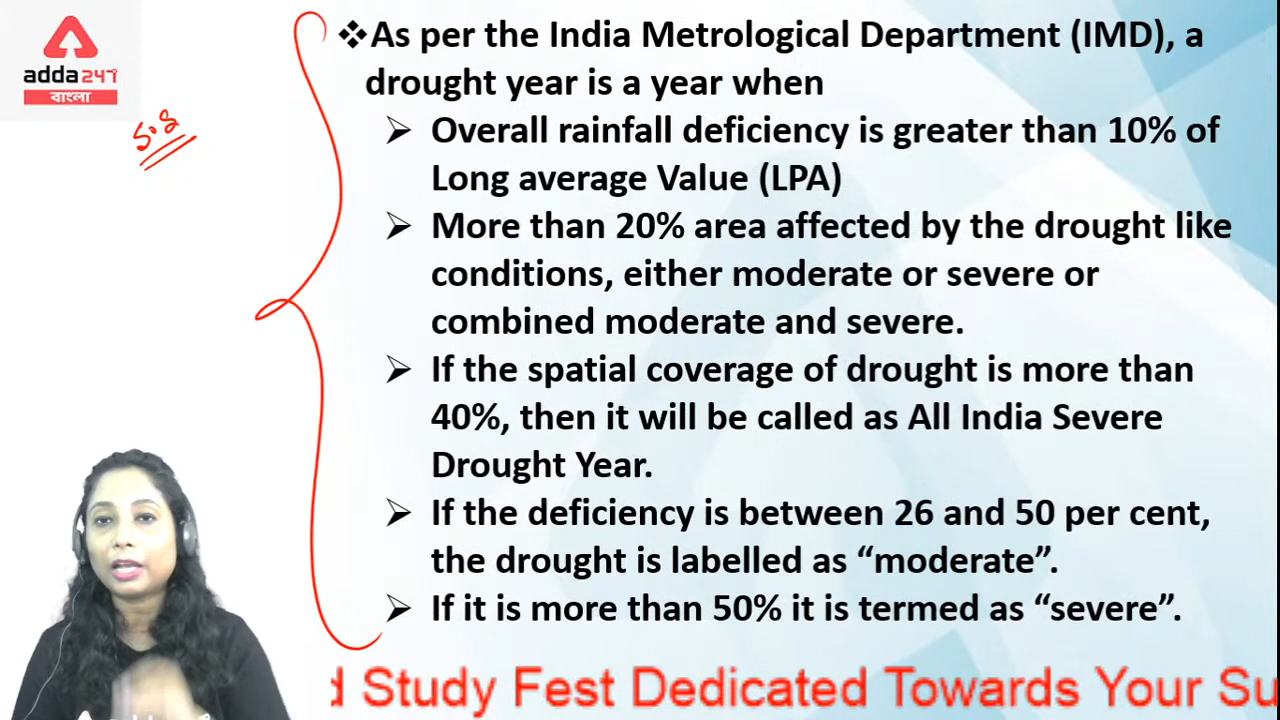 adda247
বাংলা
❖As per the India Metrological Department (IMD), a
drought year is a year when
➢ Overall rainfall deficiency is greater than 10% of
Long average Value (LPA)
➢ More than 20% area affected by the drought like
conditions, either moderate or severe or
combined moderate and severe.
➢ If the spatial coverage of drought is more than
40%, then it will be called as All India Severe
Drought Year.
➢ If the deficiency is between 26 and 50 per cent,
the drought is labelled as “moderate”.
➢ If it is more than 50% it is termed as “severe”.
Study Fest Dedicated Towards Your